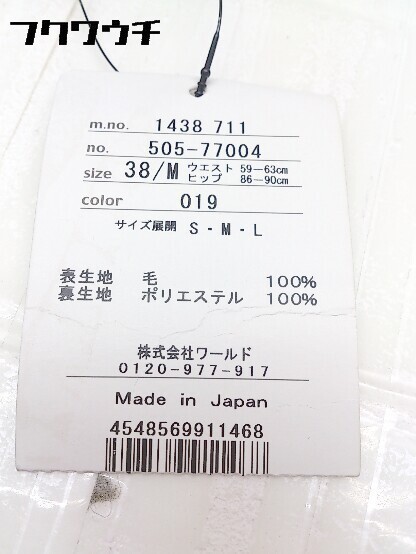 フクワウチ
m.no. 1438 711
no. 505-77004
size 38/M ウエスト 59-63cm
ヒップ 86-90cm
color 019
サイズ展開 S - M - L
表生地 毛 100%
裏生地 ポリエステル 100%
株式会社ワールド
0120-977-917
Made in Japan
4548569911468